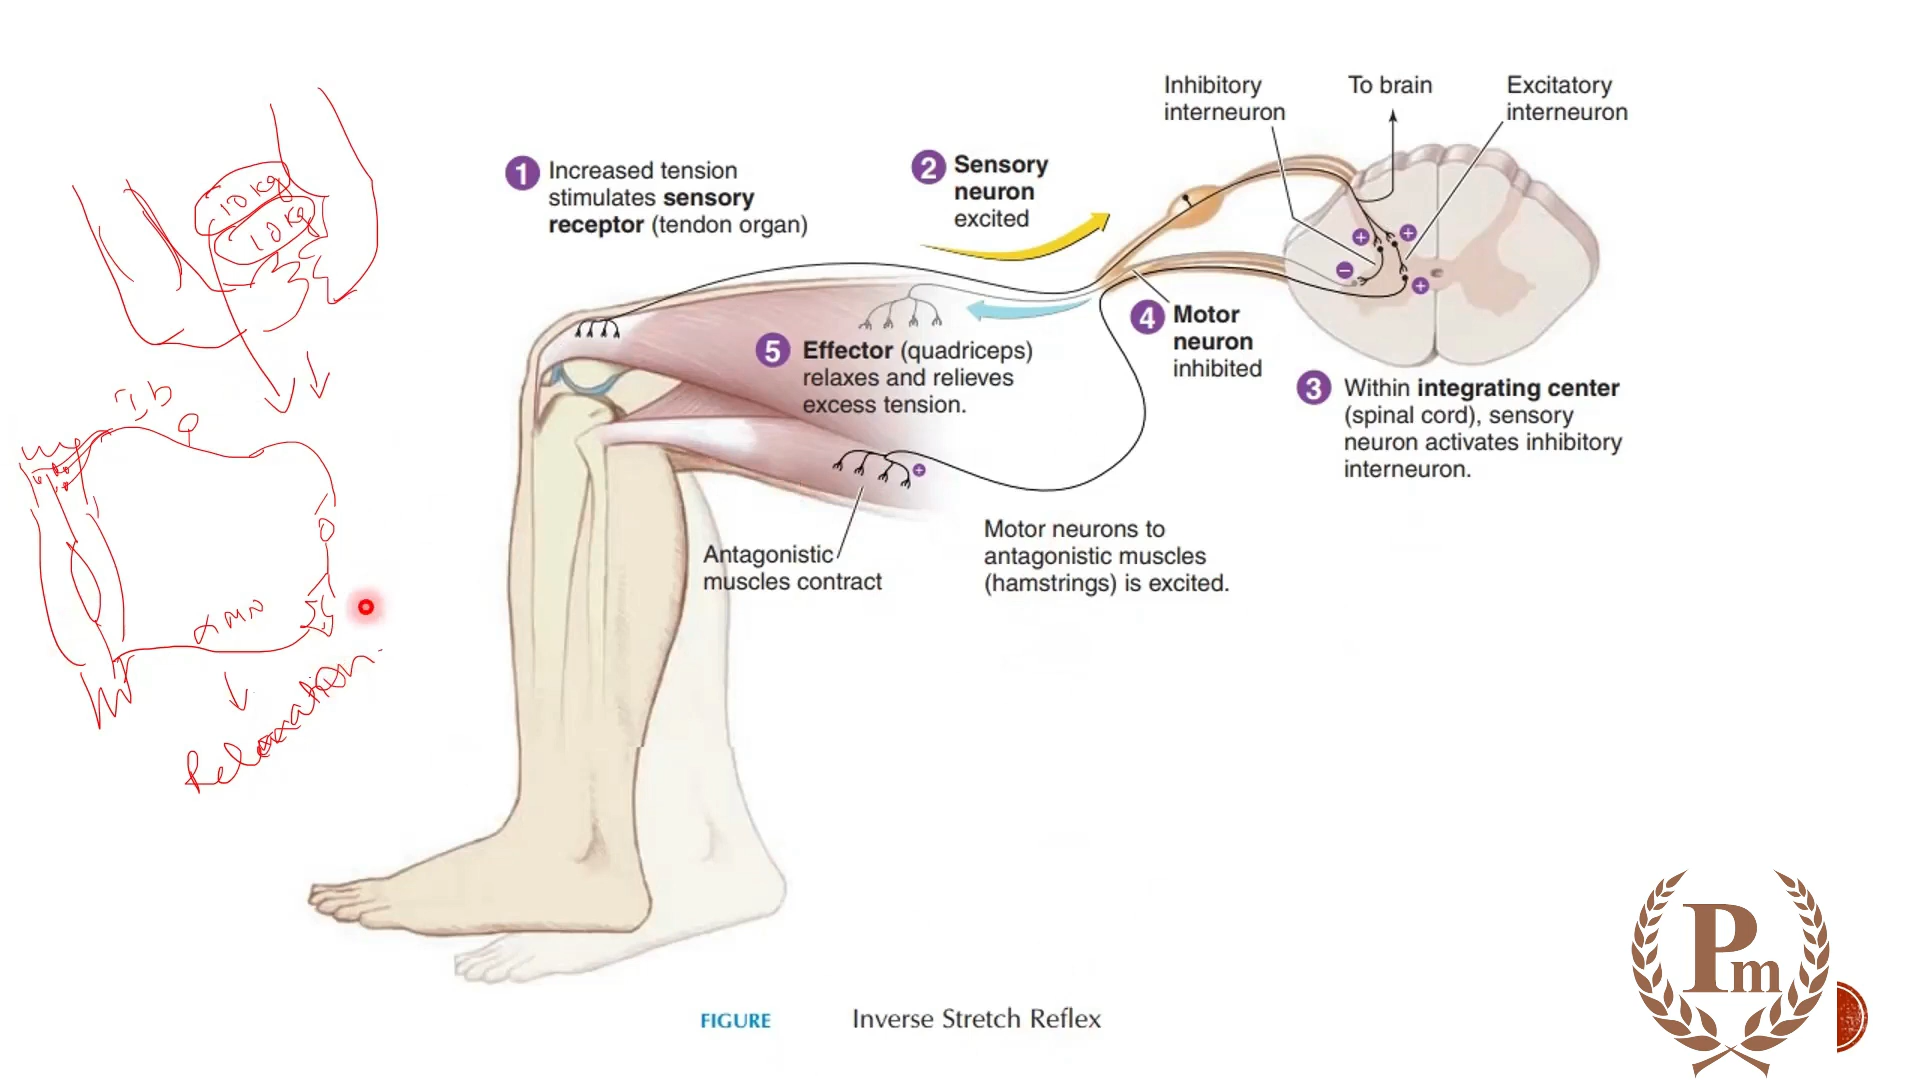 Inhibitory
interneuron
To brain
Excitatory
interneuron
1 Increased tension
stimulates sensory
receptor (tendon organ)
2 Sensory
neuron
excited
10 kg
10 kg
+
+
−
+
4 Motor
neuron
inhibited
5 Effector (quadriceps)
relaxes and relieves
excess tension.
3 Within integrating center
(spinal cord), sensory
neuron activates inhibitory
interneuron.
Ib
+
Antagonistic
muscles contract
Motor neurons to
antagonistic muscles
(hamstrings) is excited.
α MN
Relaxation.
Pm
FIGURE Inverse Stretch Reflex